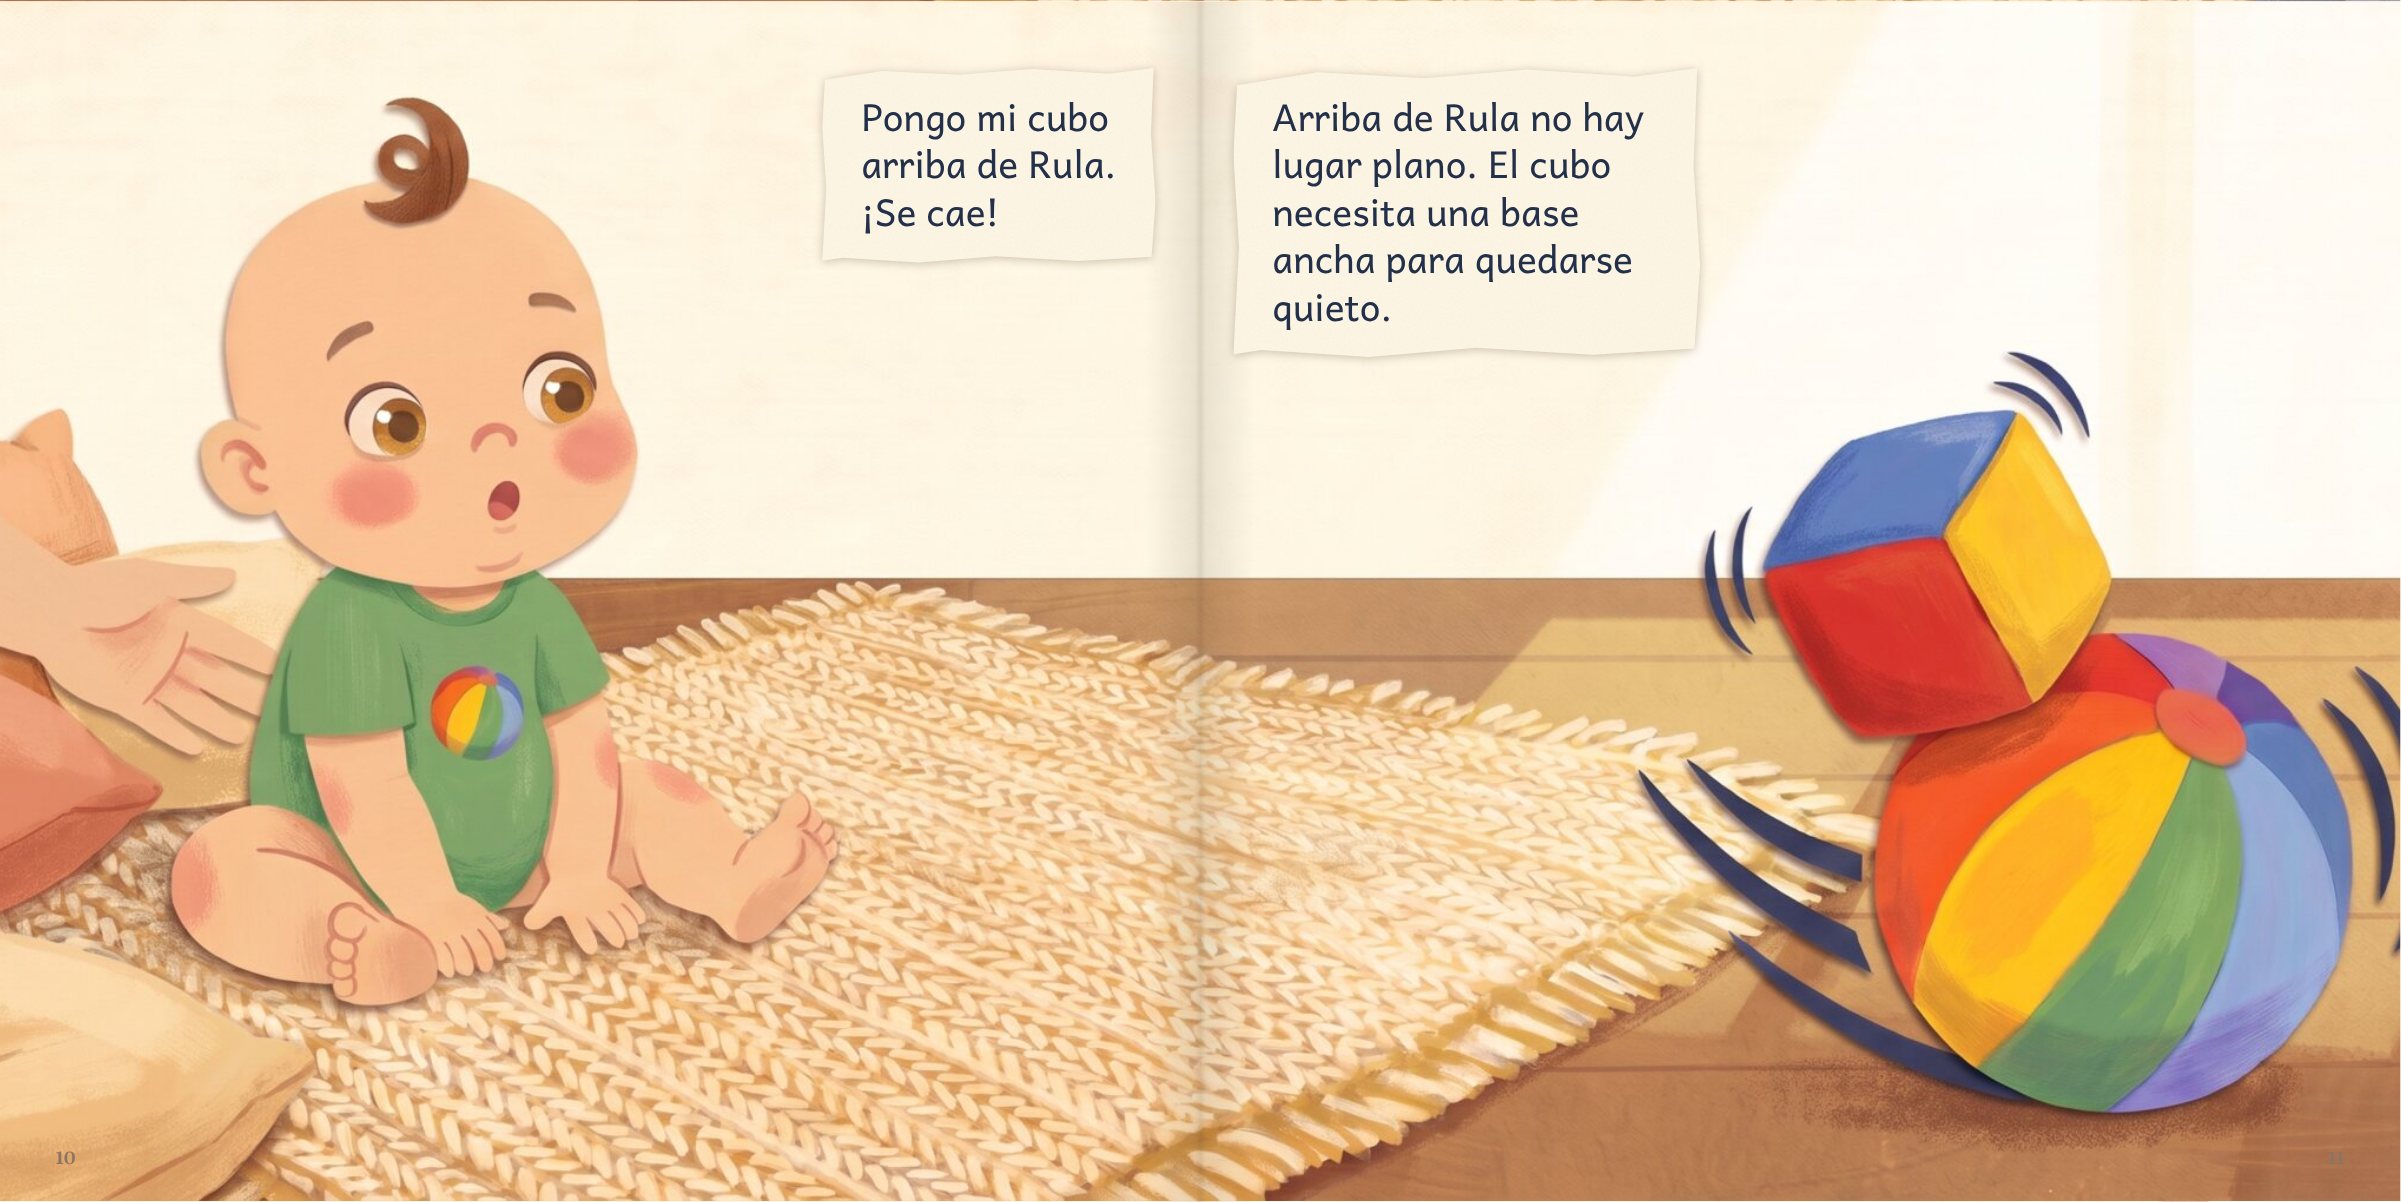 Pongo mi cubo
arriba de Rula.
¡Se cae!
Arriba de Rula no hay
lugar plano. El cubo
necesita una base
ancha para quedarse
quieto.
10
11